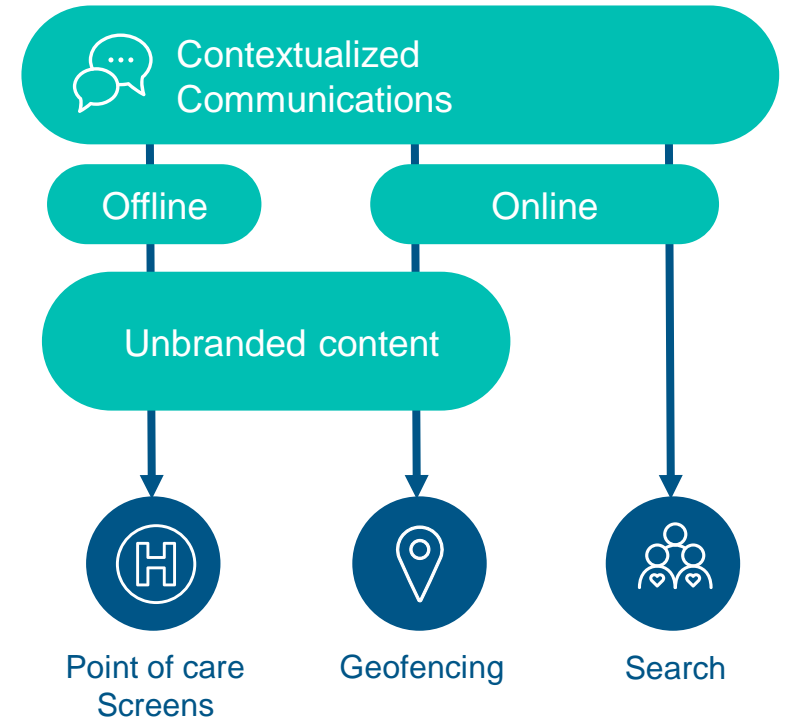 Contextualized
Communications
Offline
Online
Unbranded content
H
Point of care
Screens
Geofencing
Search